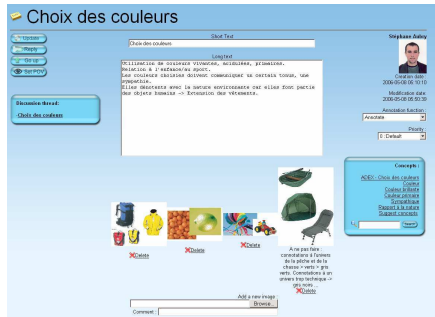 Choix des couleurs
Update
Reply
Go up
Set POV
Discussion thread:
-Choix des couleurs
Short Text
Choix des couleurs
Long text
Utilisation de couleurs vivantes, acidulées, primaires.
Relation à l'enfance/au sport.
Les couleurs choisies doivent communiquer un certain tonus, une
sympathie.
Elles dénotents avec la nature environnante car elles font partie
des objets humains -> Extension des vêtements.
Delete
Delete
Delete
A ne pas faire :
connotations à l'univers
de la pêche et de la
chasse > verts > gris
verts. Connotations à un
univers trop technique ->
gris noirs ...
Delete
Add a new image
Browse...
Comment :
Stéphane Aubry
Creation date :
2006-05-08 06:10:10
Modification date:
2006-05-08 05:50:39
Annotation function :
Annotate
Priority :
0 : Default
Concepts :
ADEX - Choix des couleurs
Couleur
Couleur brillante
Couleur primaire
Sympathique
Rapport à la nature
Suggest concepts